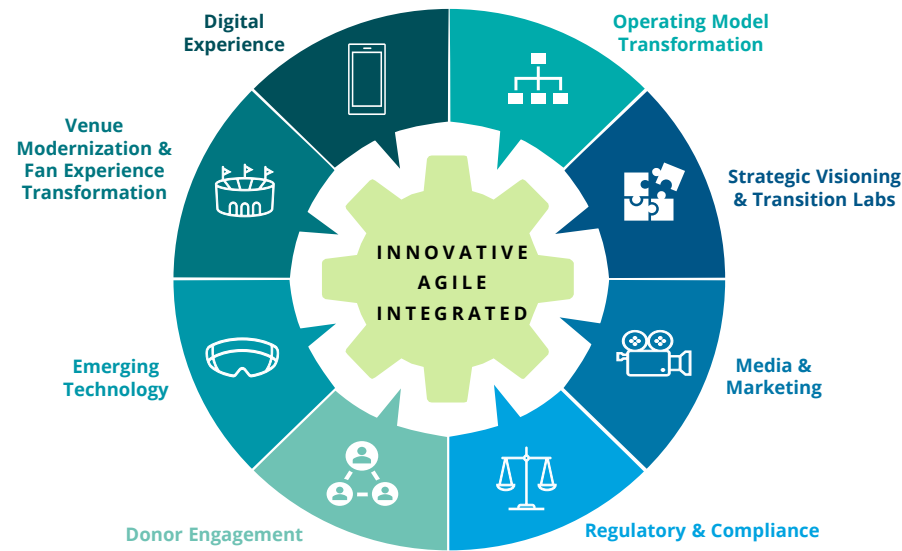 Digital
Experience
Operating Model
Transformation
Venue
Modernization &
Fan Experience
Transformation
Strategic Visioning
& Transition Labs
INNOVATIVE
AGILE
INTEGRATED
Emerging
Technology
Media &
Marketing
Donor Engagement
Regulatory & Compliance